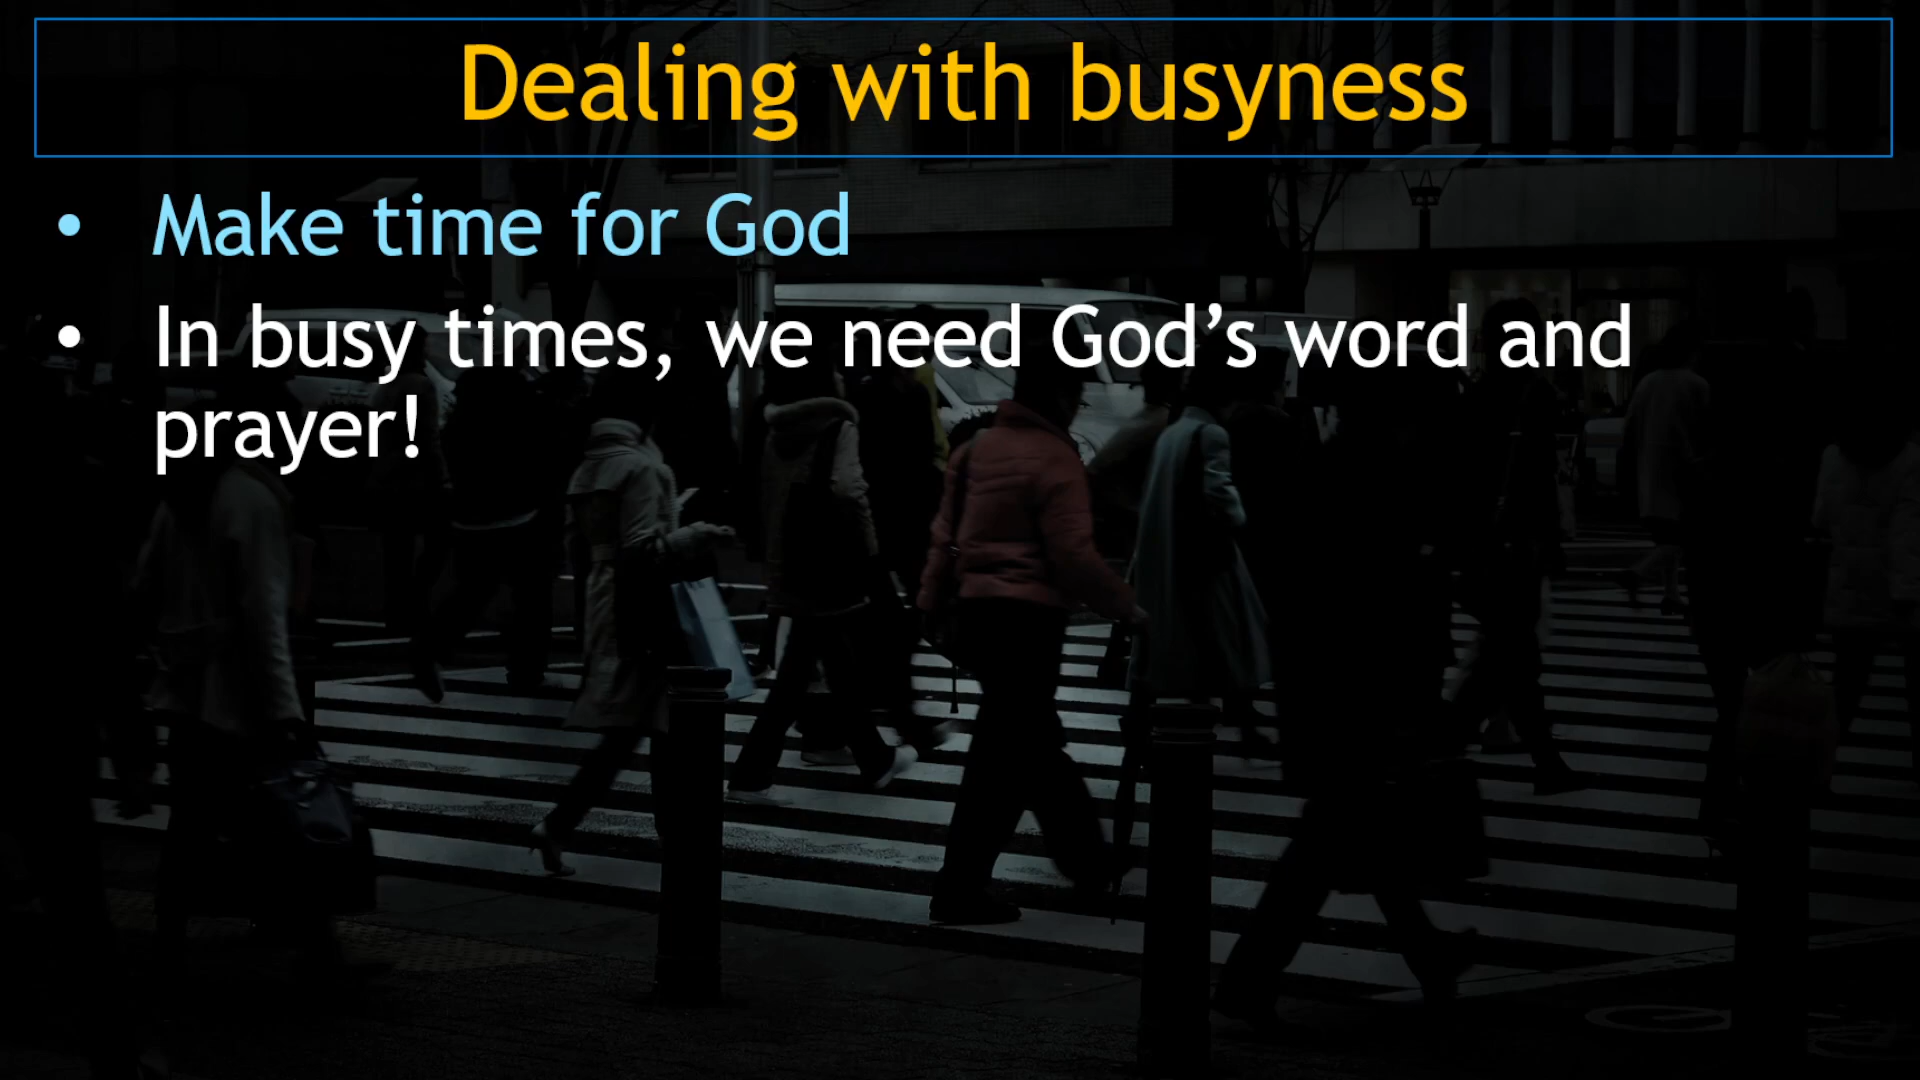 Dealing with busyness
• Make time for God
• In busy times, we need God’s word and
prayer!